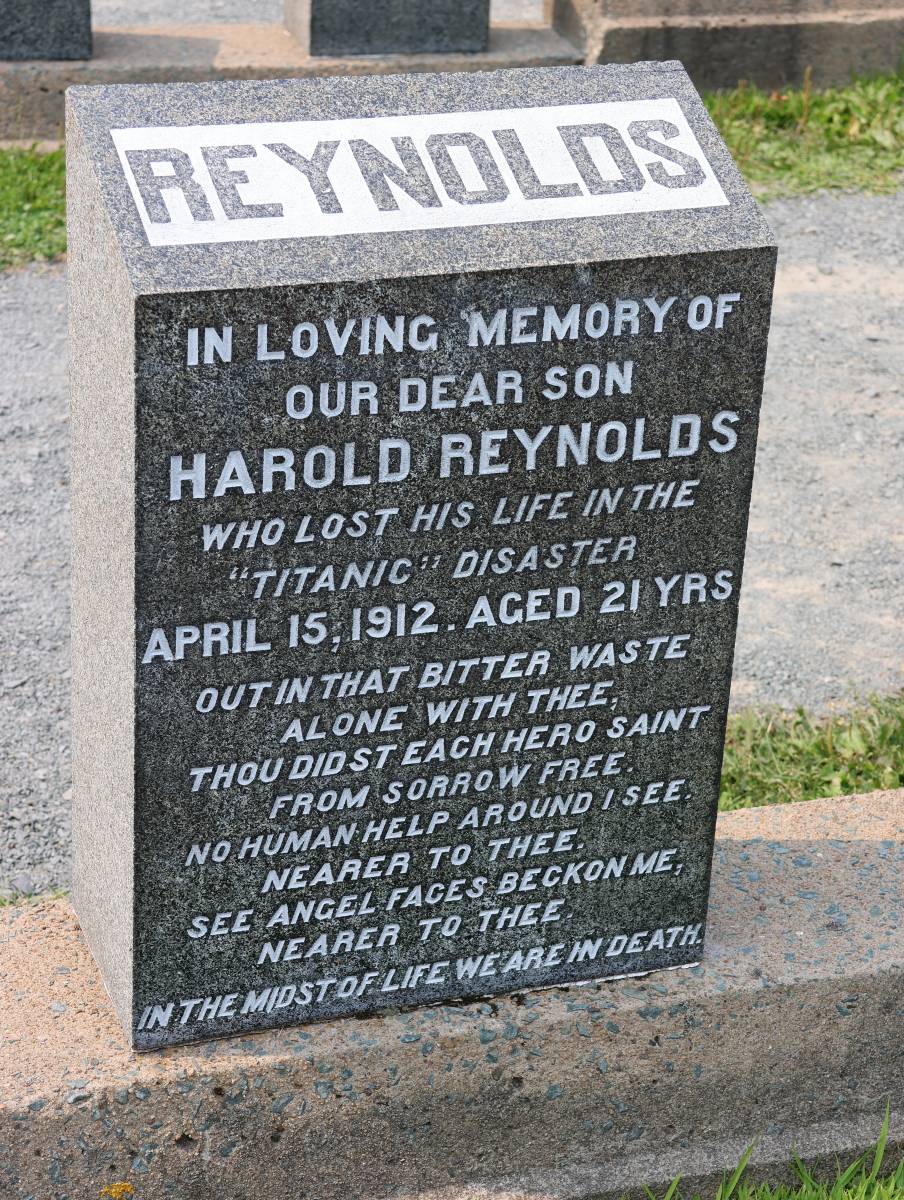 REYNOLDS
IN LOVING MEMORY OF
OUR DEAR SON
HAROLD REYNOLDS
WHO LOST HIS LIFE IN THE
"TITANIC" DISASTER
APRIL 15, 1912. AGED 21 YRS
OUT IN THAT BITTER WASTE
ALONE WITH THEE,
THOU DIDST EACH HERO SAINT
FROM SORROW FREE.
NO HUMAN HELP AROUND I SEE.
NEARER TO THEE.
SEE ANGEL FACES BECKON ME,
NEARER TO THEE.
IN THE MIDST OF LIFE WE ARE IN DEATH.